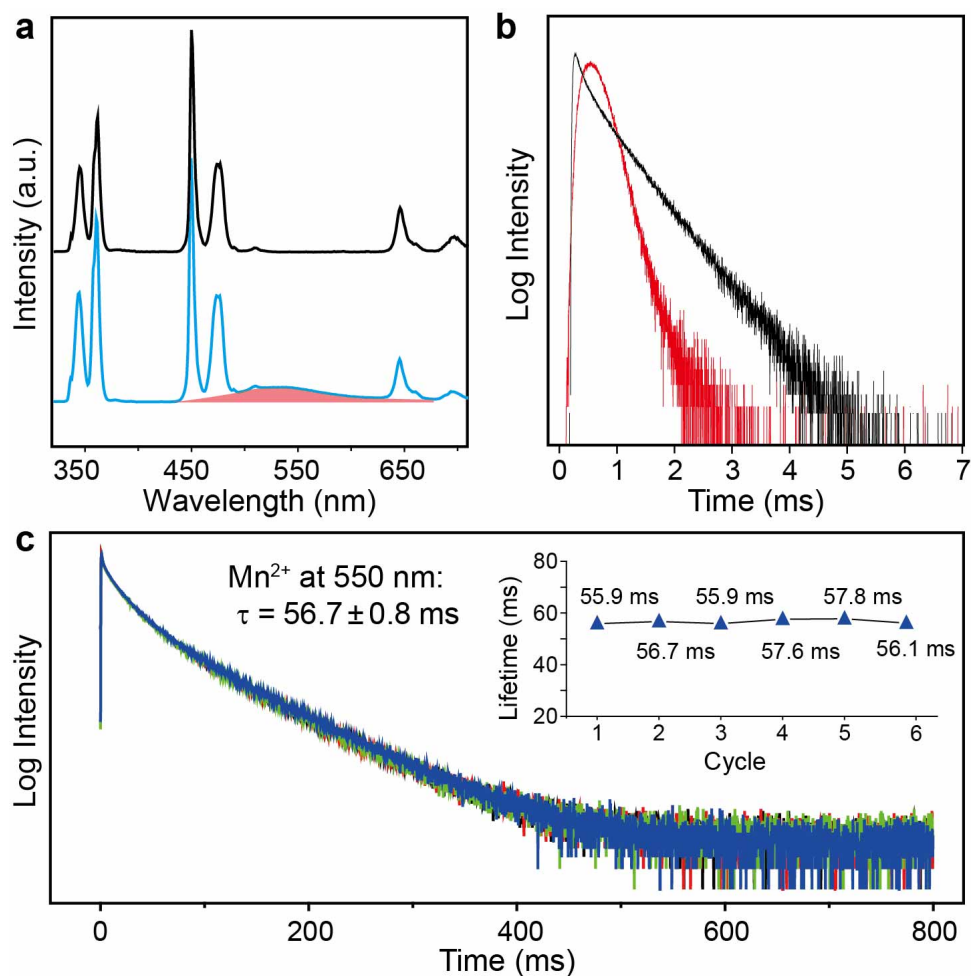 a
Intensity (a.u.)
350 450 550 650
Wavelength (nm)
b
Log Intensity
0 1 2 3 4 5 6 7
Time (ms)
c
Log Intensity
Mn²⁺ at 550 nm:
τ = 56.7 ± 0.8 ms
Lifetime (ms)
80
60
40
20
55.9 ms 55.9 ms 57.8 ms
56.7 ms 57.6 ms 56.1 ms
1 2 3 4 5 6
Cycle
0 200 400 600 800
Time (ms)